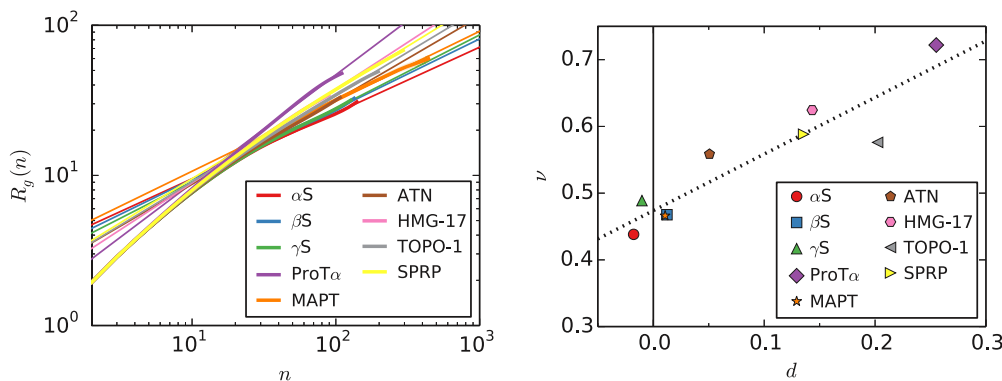 10²
10¹
10⁰
R_g(n)
10¹ 10² 10³
n
αS
βS
γS
ProTα
MAPT
ATN
HMG-17
TOPO-1
SPRP
0.7
0.6
0.5
0.4
0.3
ν
0.0 0.1 0.2 0.3
d
αS
βS
γS
ProTα
MAPT
ATN
HMG-17
TOPO-1
SPRP